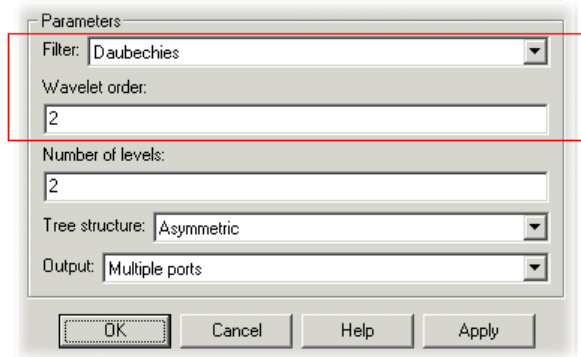 Parameters
Filter: Daubechies
Wavelet order:
2
Number of levels:
2
Tree structure: Asymmetric
Output: Multiple ports
OK Cancel Help Apply